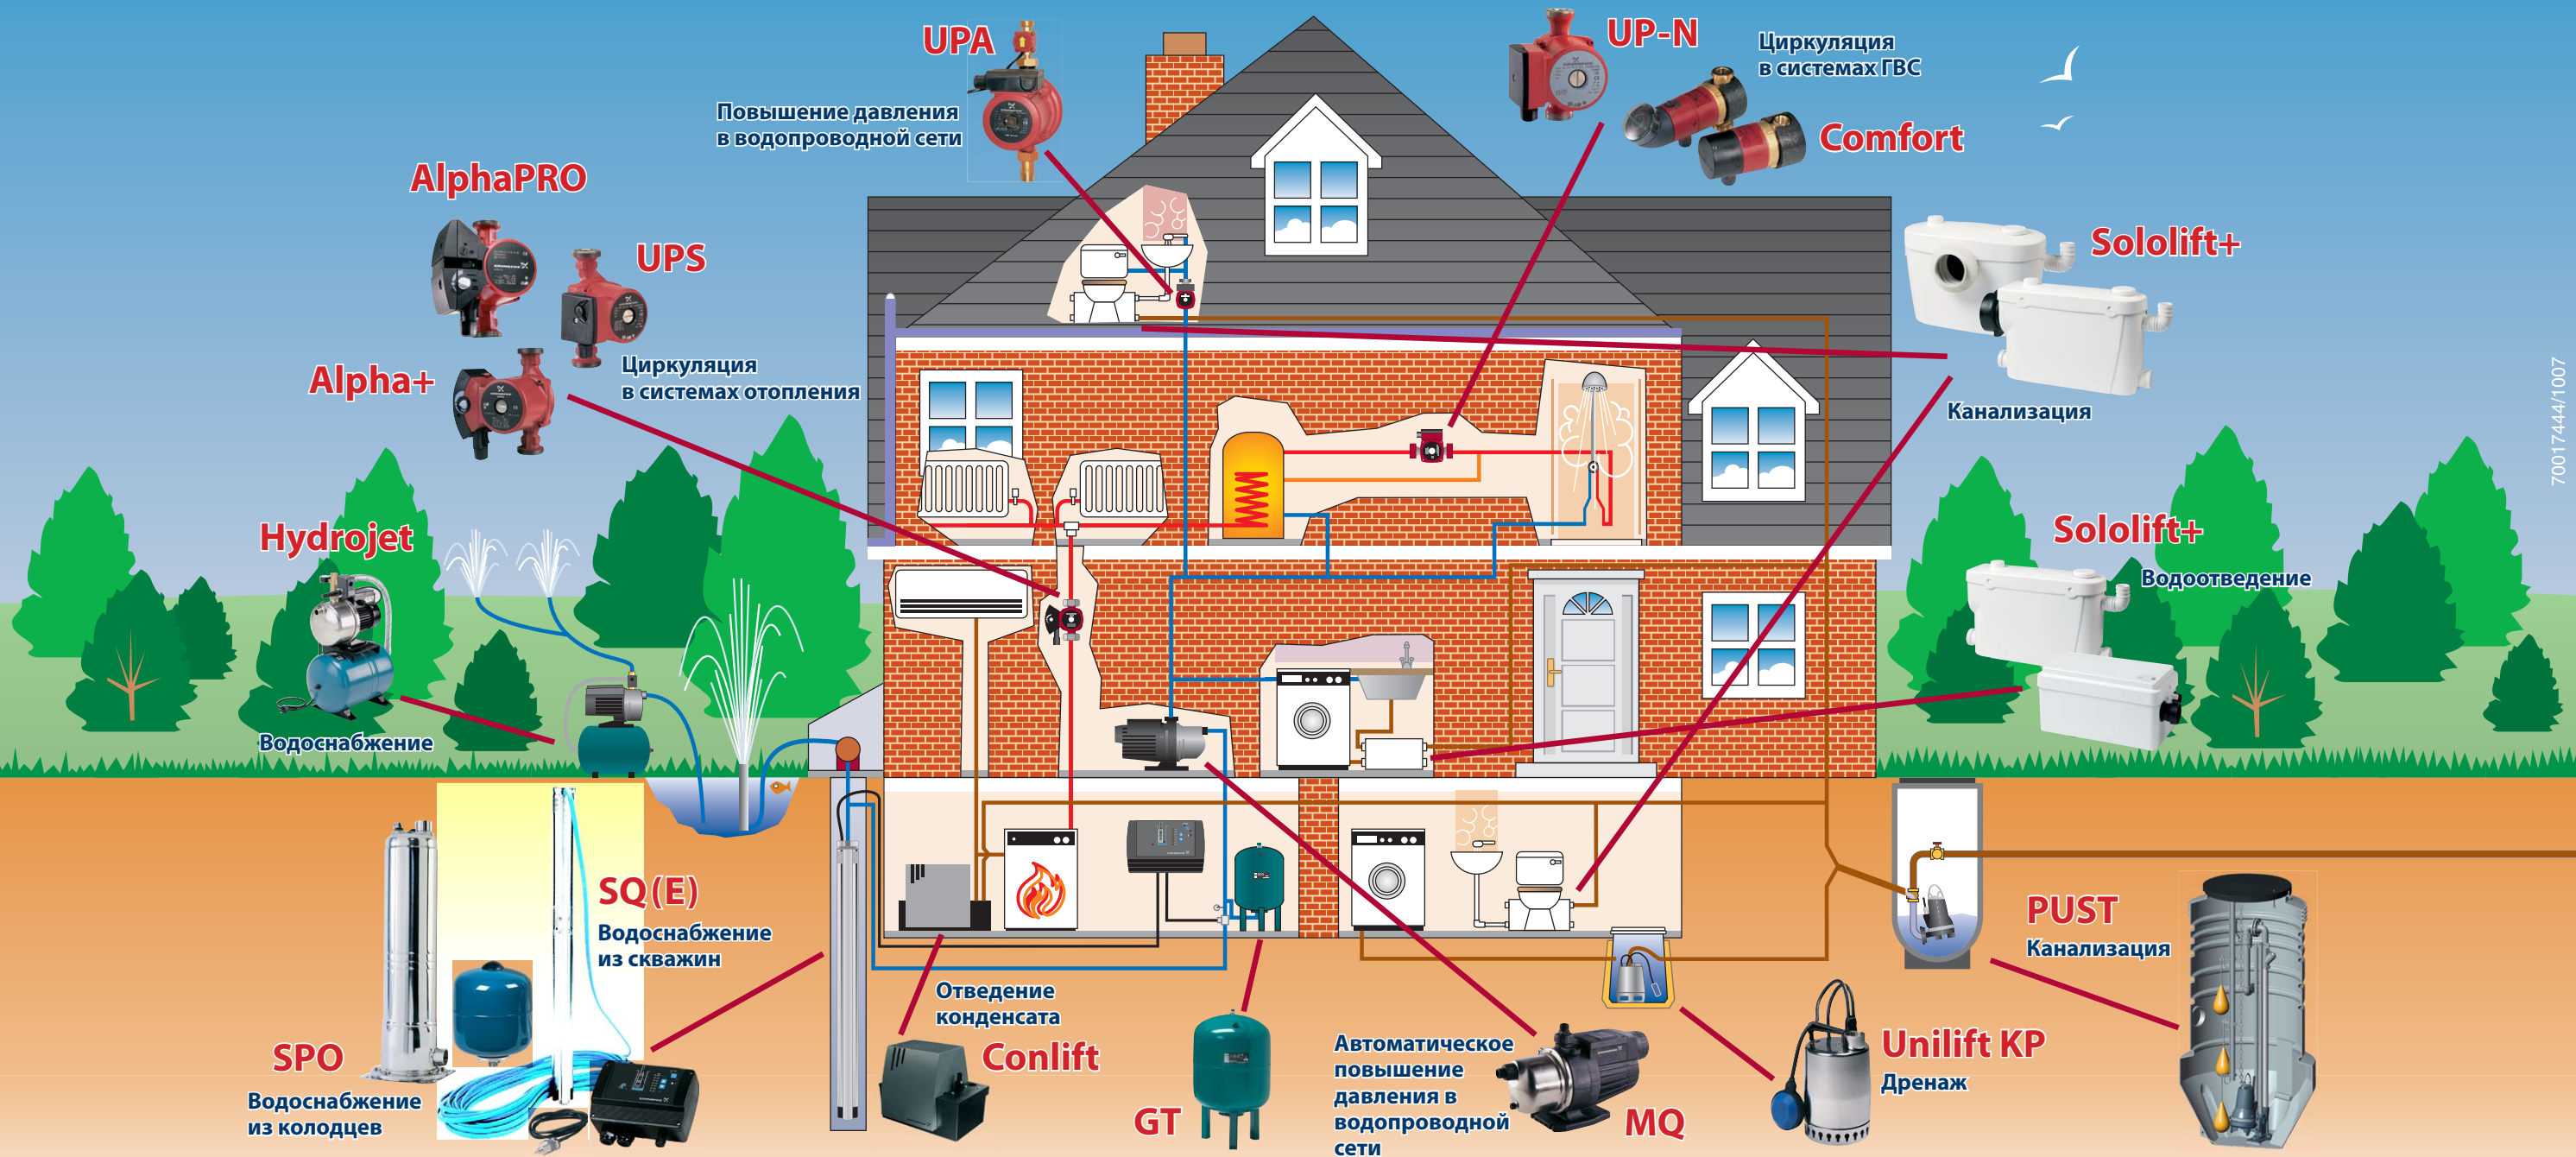 UPA
Повышение давления
в водопроводной сети
UP-N
Циркуляция
в системах ГВС
Comfort
AlphaPRO
UPS
Alpha+
Циркуляция
в системах отопления
Sololift+
Канализация
70017444/1007
Hydrojet
Водоснабжение
Sololift+
Водоотведение
SQ(E)
Водоснабжение
из скважин
SPO
Водоснабжение
из колодцев
Отведение
конденсата
Conlift
GT
Автоматическое
повышение
давления в
водопроводной
сети
MQ
Unilift KP
Дренаж
PUST
Канализация